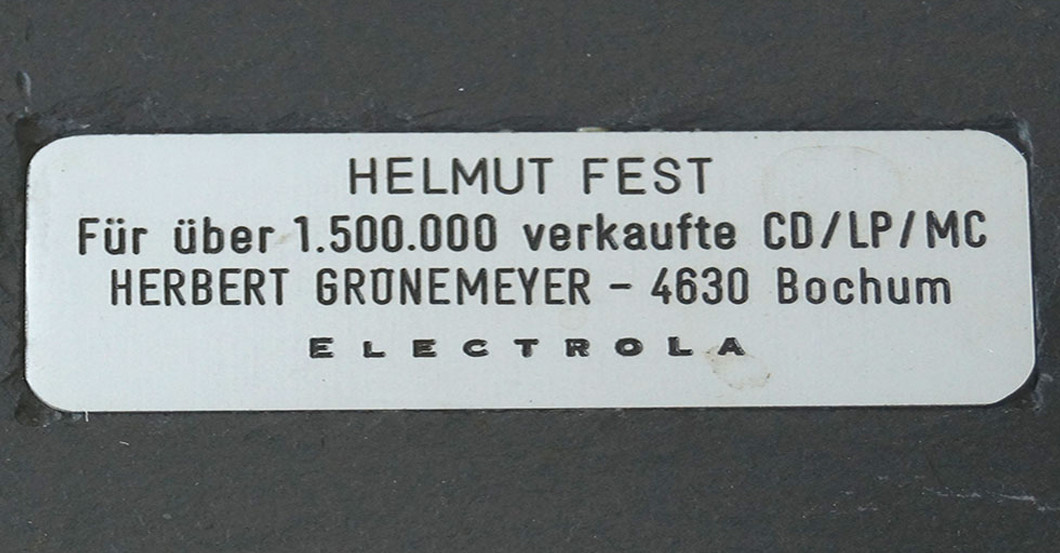 HELMUT FEST
Für über 1.500.000 verkaufte CD/LP/MC
HERBERT GRÖNEMEYER - 4630 Bochum
ELECTROLA